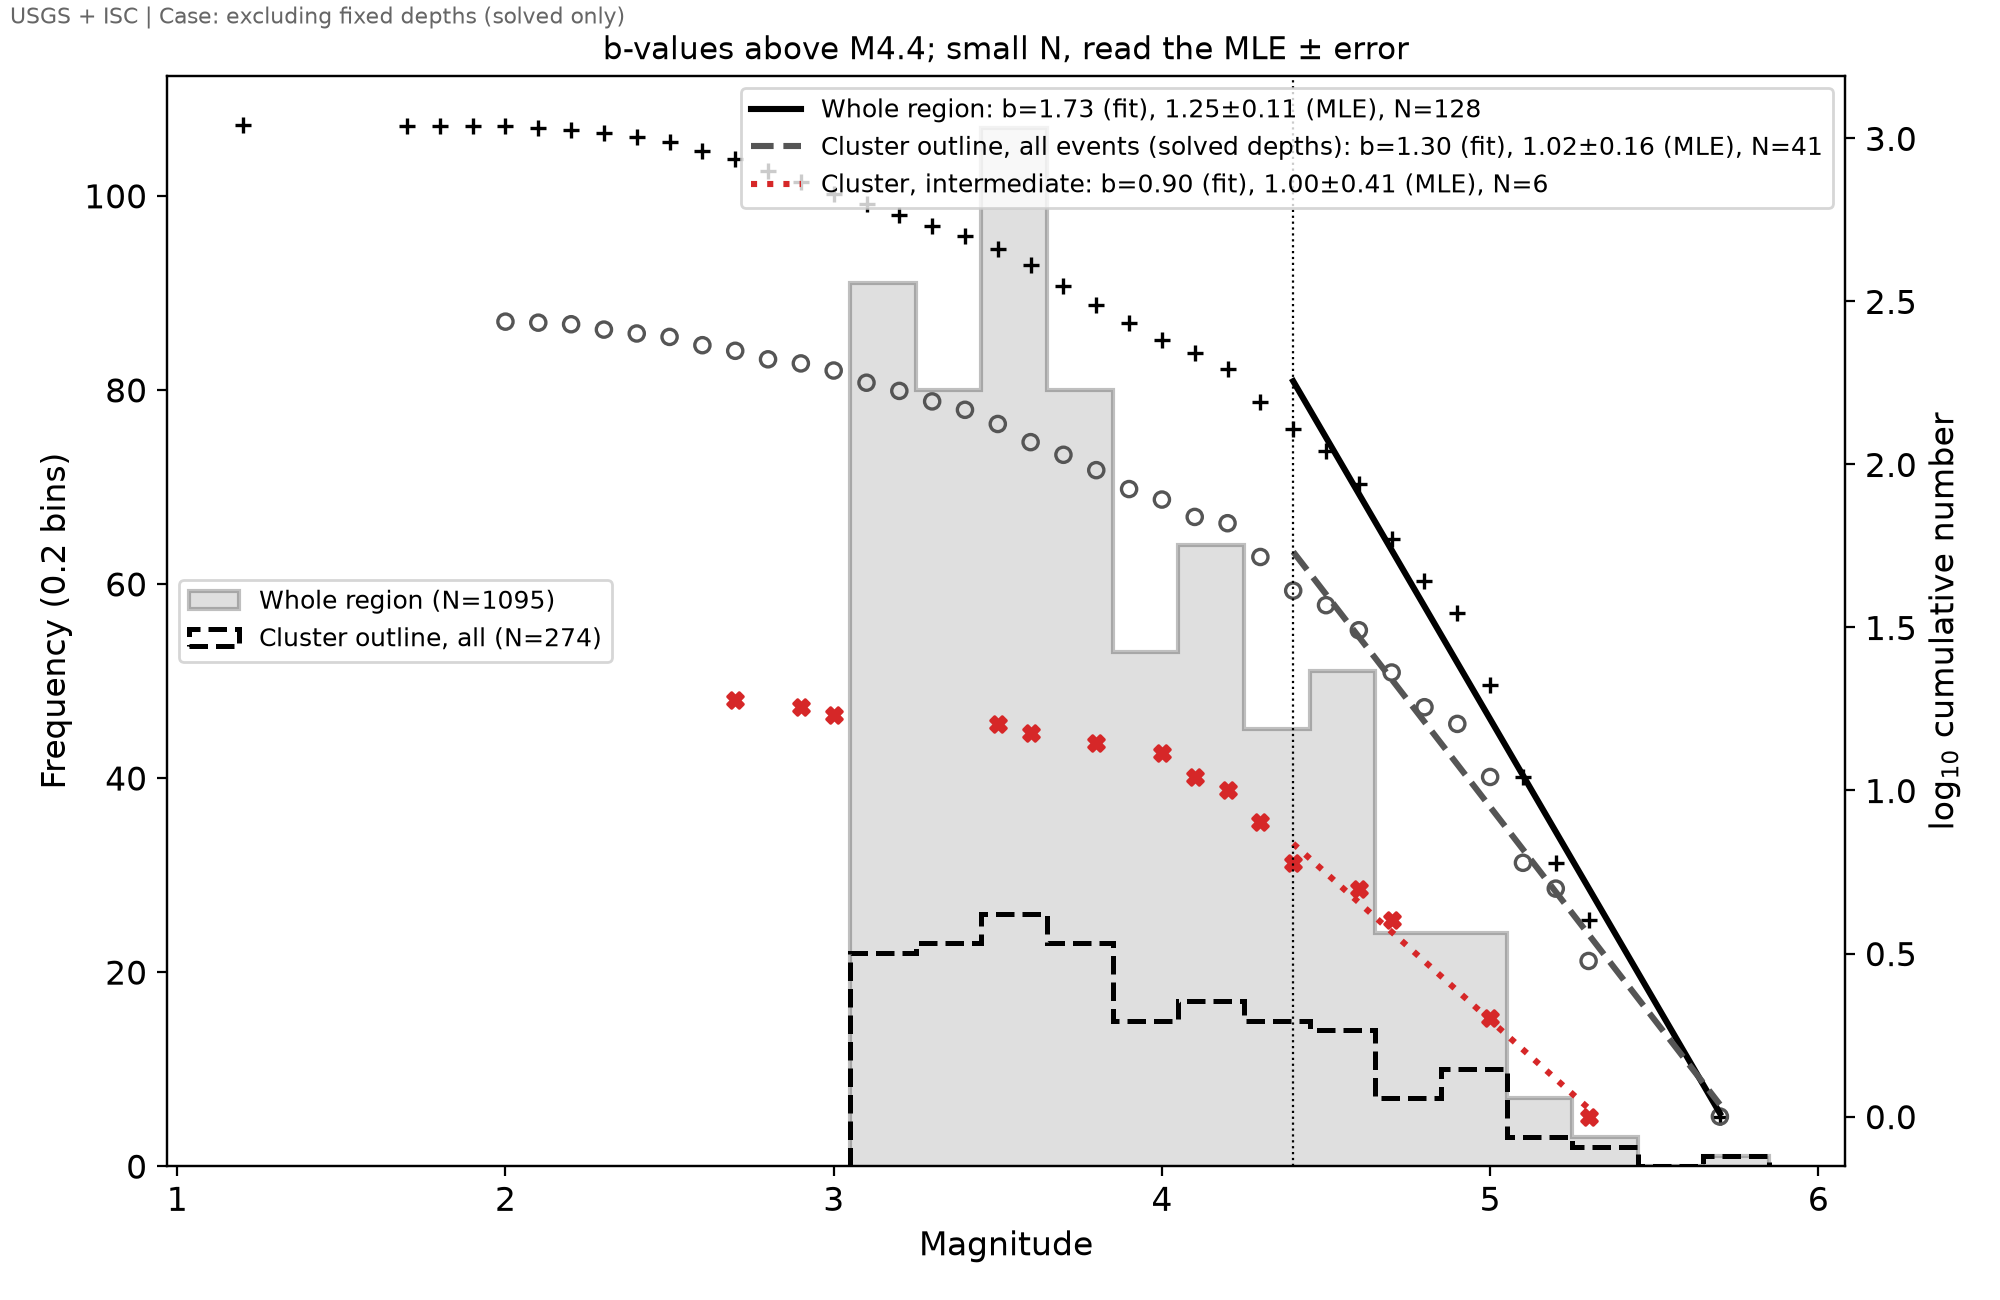 USGS + ISC | Case: excluding fixed depths (solved only)
b-values above M4.4; small N, read the MLE ± error
Whole region: b=1.73 (fit), 1.25±0.11 (MLE), N=128
Cluster outline, all events (solved depths): b=1.30 (fit), 1.02±0.16 (MLE), N=41
Cluster, intermediate: b=0.90 (fit), 1.00±0.41 (MLE), N=6
Whole region (N=1095)
Cluster outline, all (N=274)
Frequency (0.2 bins)
100
80
60
40
20
0
3.0
2.5
2.0
1.5
1.0
0.5
0.0
log₁₀ cumulative number
1 2 3 4 5 6
Magnitude